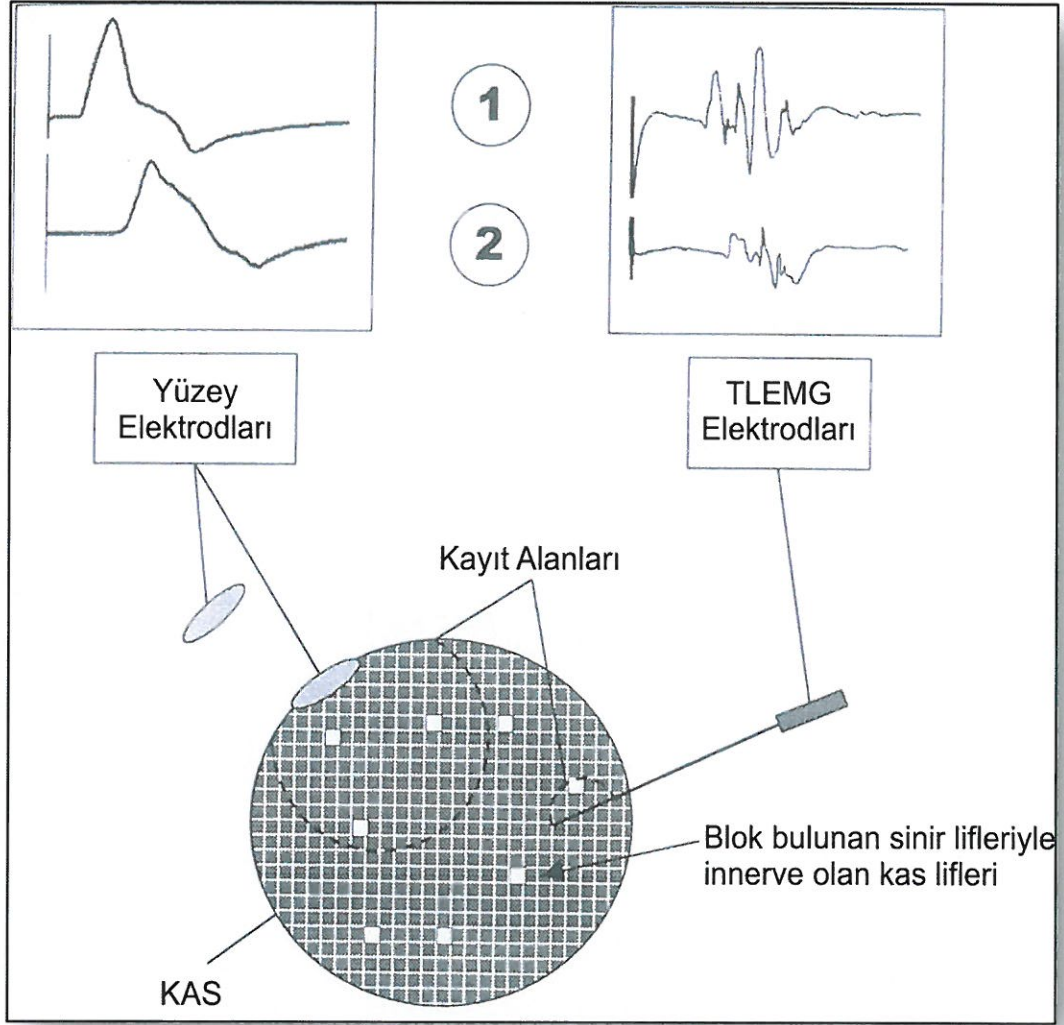 1
2
Yüzey
Elektrodları
TLEMG
Elektrodları
Kayıt Alanları
Blok bulunan sinir lifleriyle
innerve olan kas lifleri
KAS